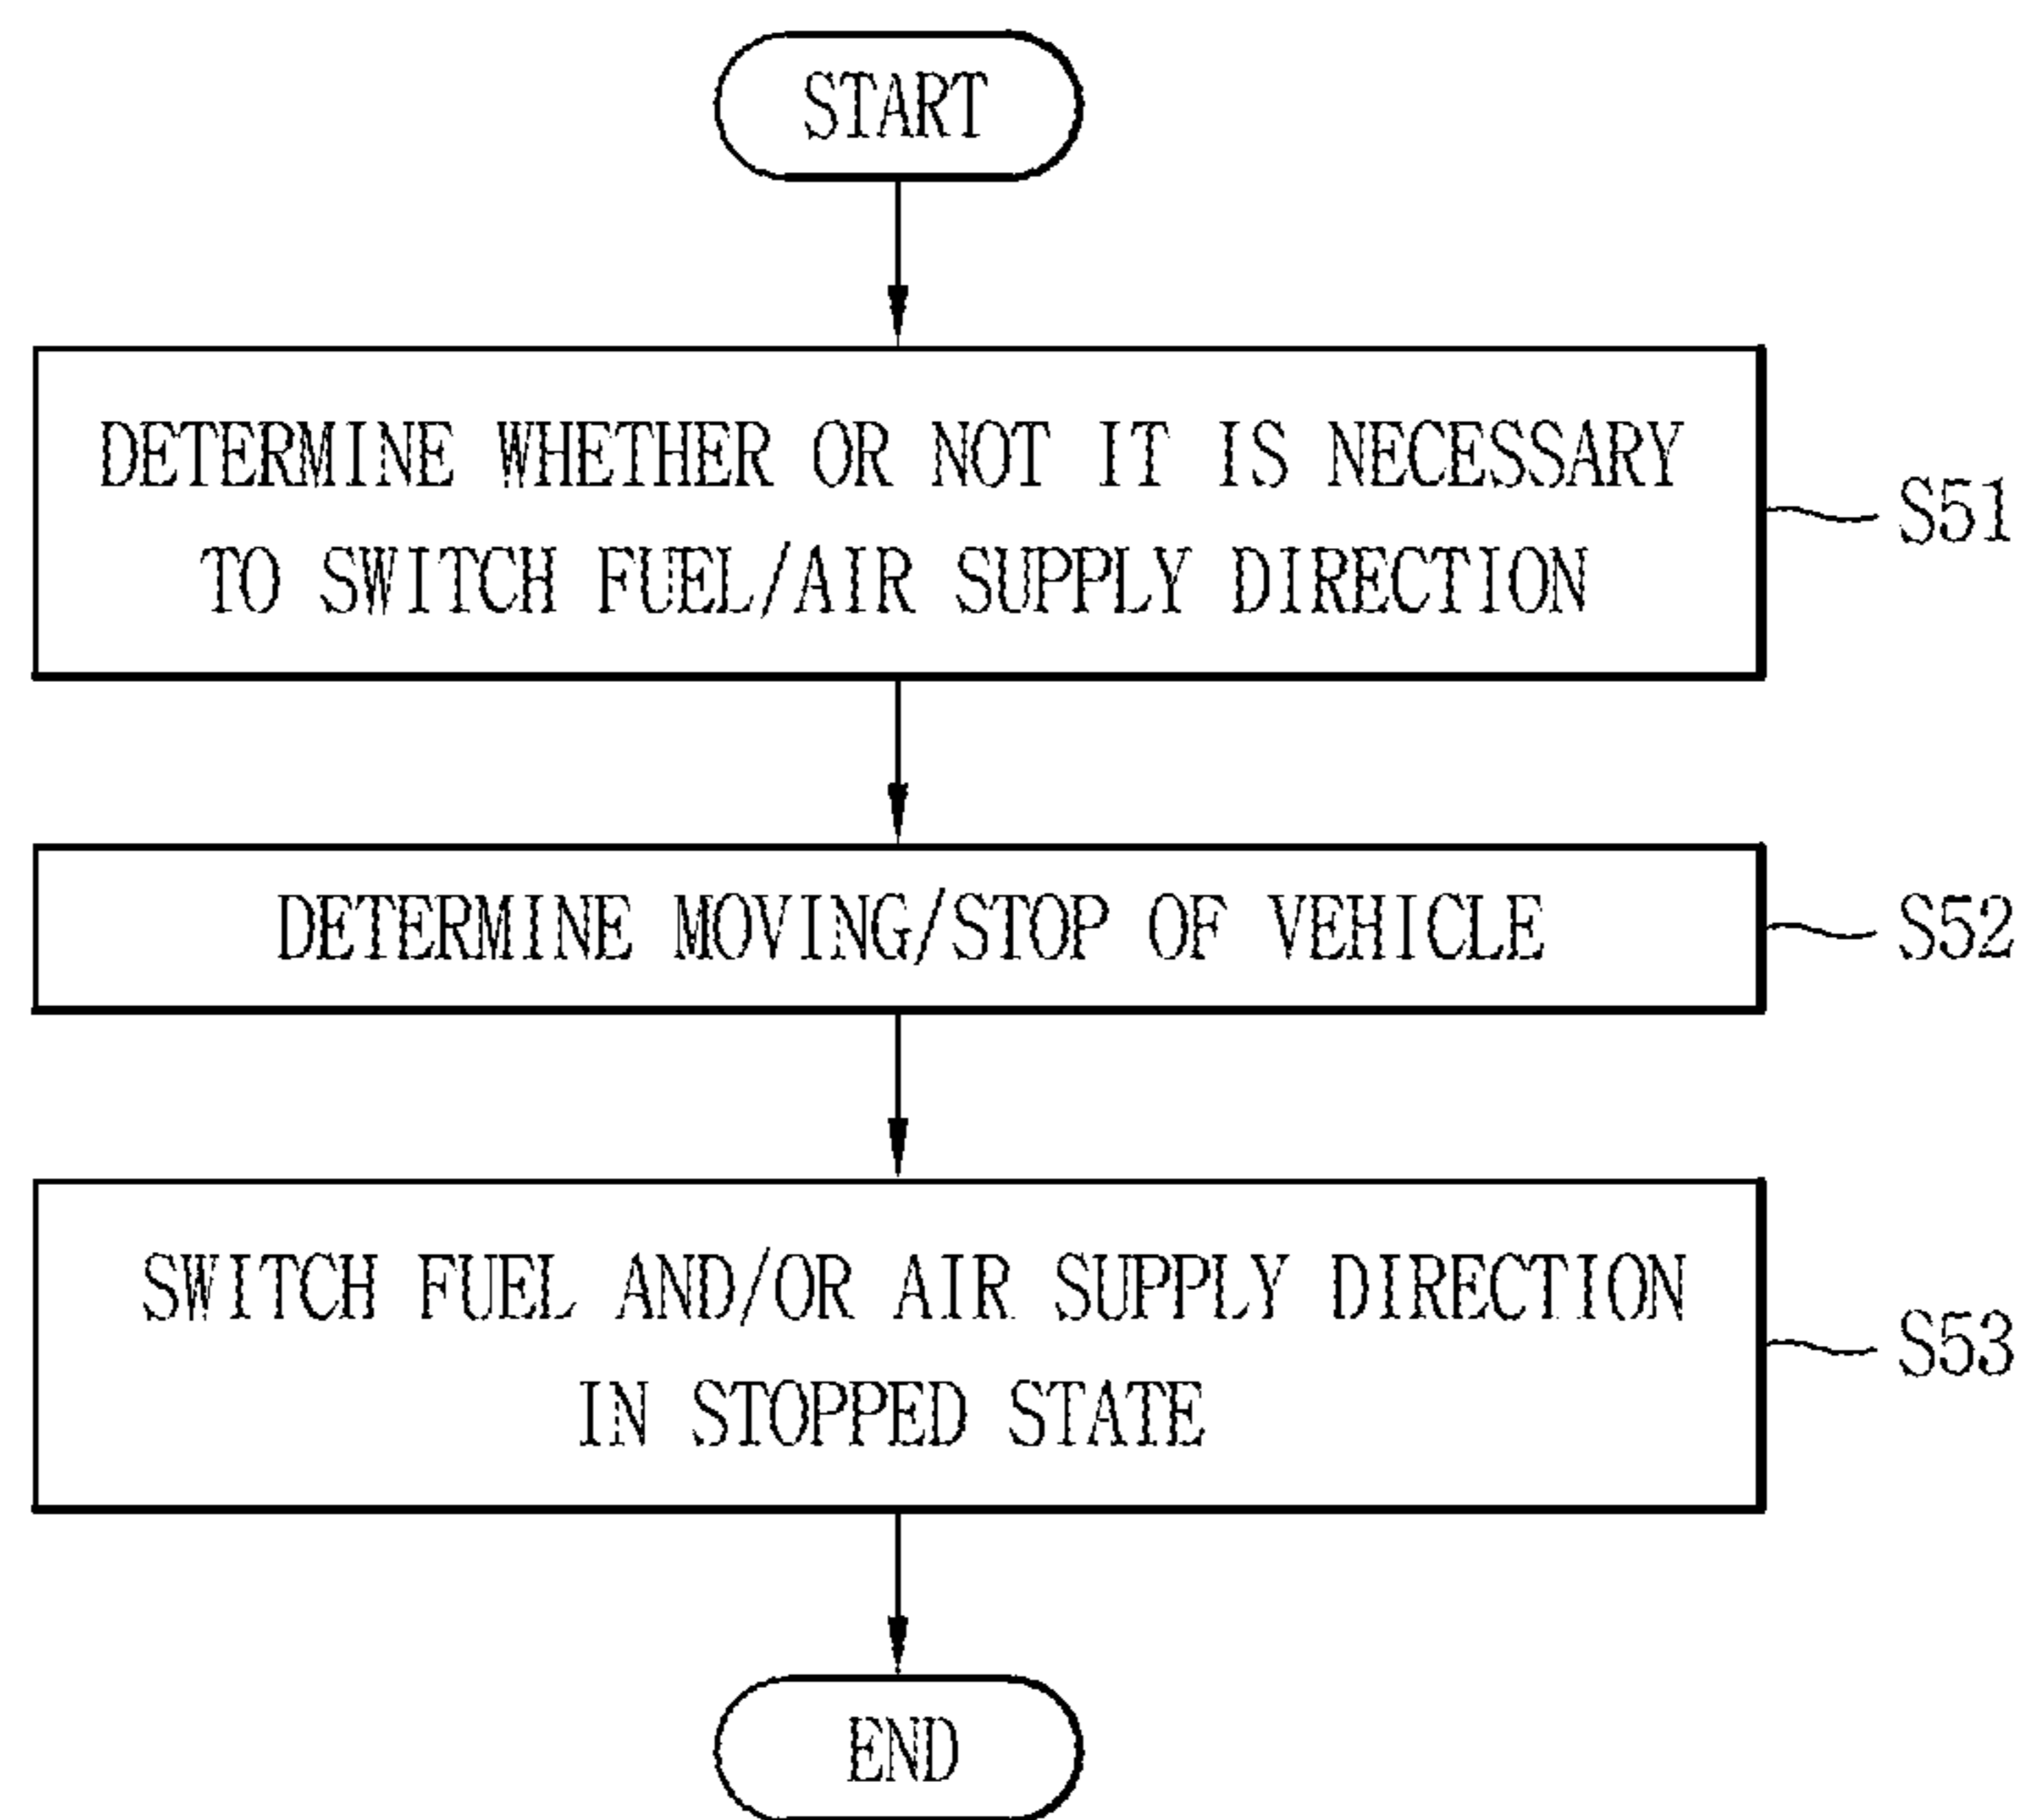 START
DETERMINE WHETHER OR NOT IT IS NECESSARY
TO SWITCH FUEL/AIR SUPPLY DIRECTION
S51
DETERMINE MOVING/STOP OF VEHICLE
S52
SWITCH FUEL AND/OR AIR SUPPLY DIRECTION
IN STOPPED STATE
S53
END